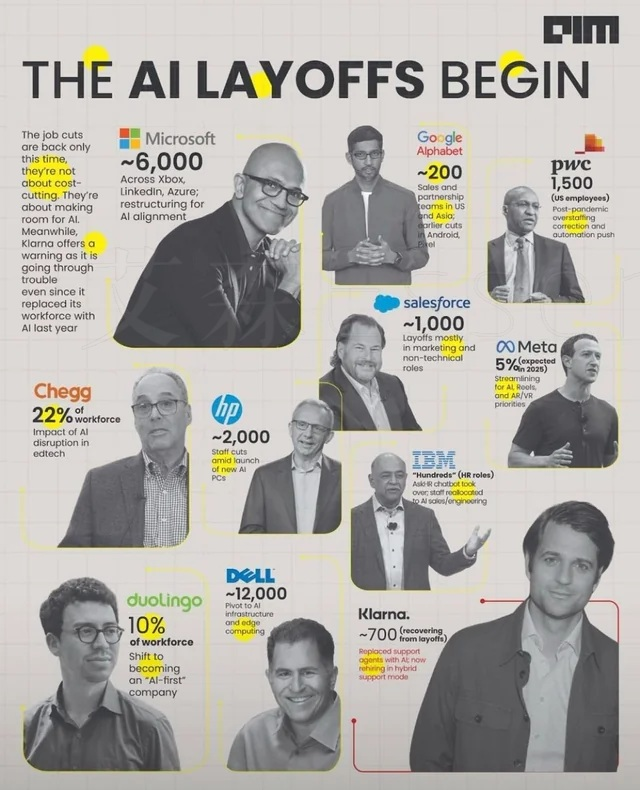 AIM
THE AI LAYOFFS BEGIN
The job cuts
are back only
this time,
they're not
about cost-
cutting. They're
about making
room for AI.
Meanwhile,
Klarna offers a
warning as it is
going through
trouble
even since it
replaced its
workforce with
AI last year
Microsoft
~6,000
Across Xbox,
LinkedIn, Azure;
restructuring for
AI alignment
Google
Alphabet
~200
Sales and
partnership
teams in US
and Asia;
earlier cuts
in Android,
Pixel
pwc
1,500
(US employees)
Post-pandemic
overstaffing
correction and
automation push
salesforce
~1,000
Layoffs mostly
in marketing and
non-technical
roles
Meta
5% (expected
in 2025)
Streamlining
for AI, Reels,
and AR/VR
priorities
Chegg
22% of
workforce
Impact of AI
disruption in
edtech
hp
~2,000
Staff cuts
amid launch
of new AI
PCs
IBM
"Hundreds" (HR roles)
AskHR chatbot took
over; staff reallocated
to AI sales/engineering
duolingo
10%
of workforce
Shift to
becoming
an "AI-first"
company
DELL
~12,000
Pivot to AI
infrastructure
and edge
computing
Klarna.
~700 (recovering
from layoffs)
Replaced support
agents with AI; now
rehiring in hybrid
support mode